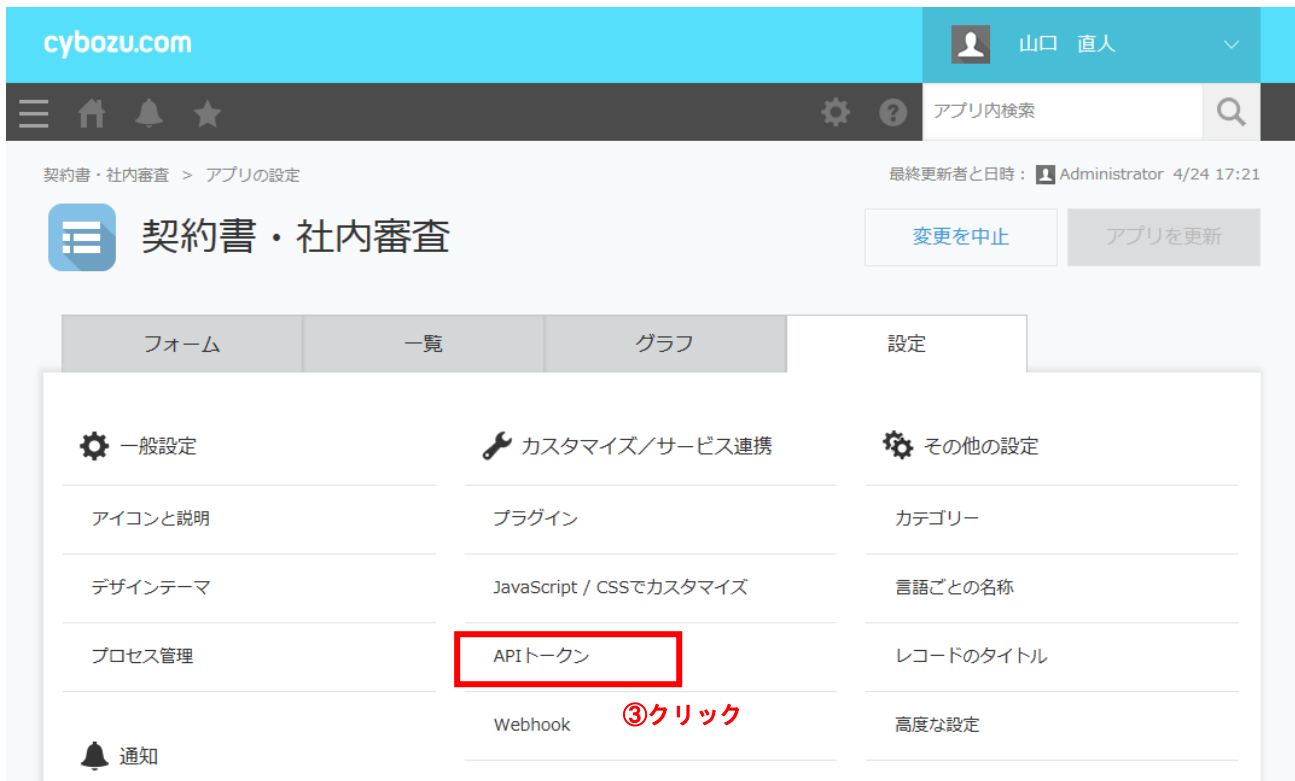 cybozu.com
山口 直人
アプリ内検索
契約書・社内審査 > アプリの設定
最終更新者と日時： Administrator 4/24 17:21
契約書・社内審査
変更を中止
アプリを更新
フォーム
一覧
グラフ
設定
一般設定
アイコンと説明
デザインテーマ
プロセス管理
通知
カスタマイズ／サービス連携
プラグイン
JavaScript / CSSでカスタマイズ
APIトークン
③クリック
Webhook
その他の設定
カテゴリー
言語ごとの名称
レコードのタイトル
高度な設定